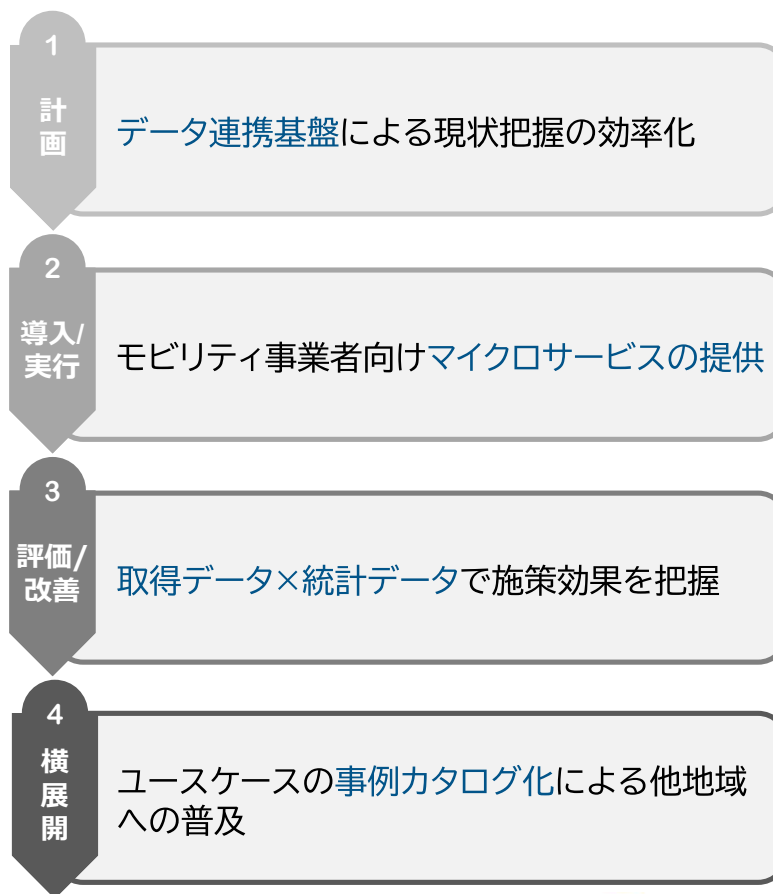 1
計
画
データ連携基盤による現状把握の効率化
2
導入/
実行
モビリティ事業者向けマイクロサービスの提供
3
評価/
改善
取得データ×統計データで施策効果を把握
4
横
展
開
ユースケースの事例カタログ化による他地域
への普及